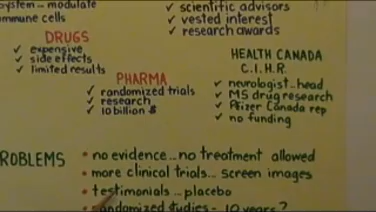 system... modulate
immune cells
✓ scientific advisors
✓ vested interest
✓ research awards
DRUGS
✓ expensive
✓ side effects
✓ limited results
PHARMA
✓ randomized trials
✓ research
✓ 10 billion $
HEALTH CANADA
C.I.H.R.
✓ neurologist...head
✓ MS drug research
✓ Pfizer Canada rep
✓ no funding
ROBLEMS
• no evidence... no treatment allowed
• more clinical trials... screen images
• testimonials... placebo
• randomized studies - 10 years?